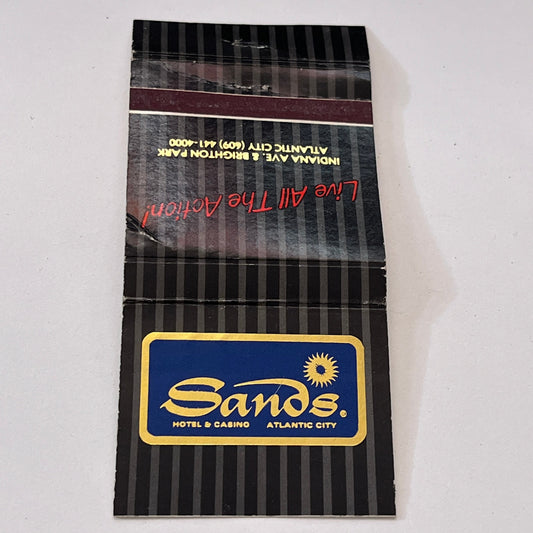 Live All The Action!
INDIANA AVE. & BRIGHTON PARK
ATLANTIC CITY (609) 441-4000
Sands®
HOTEL & CASINO ATLANTIC CITY